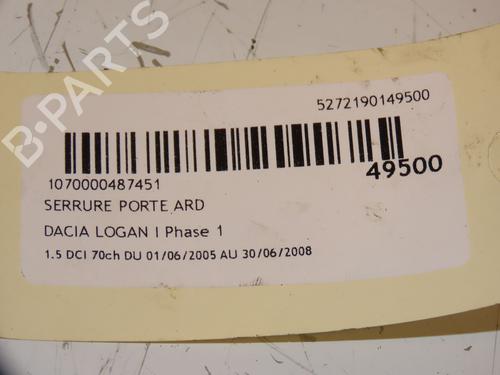 B-PARTS
5272190149500
49500
1070000487451
SERRURE PORTE ARD
DACIA LOGAN I Phase 1
1.5 DCI 70ch DU 01/06/2005 AU 30/06/2008